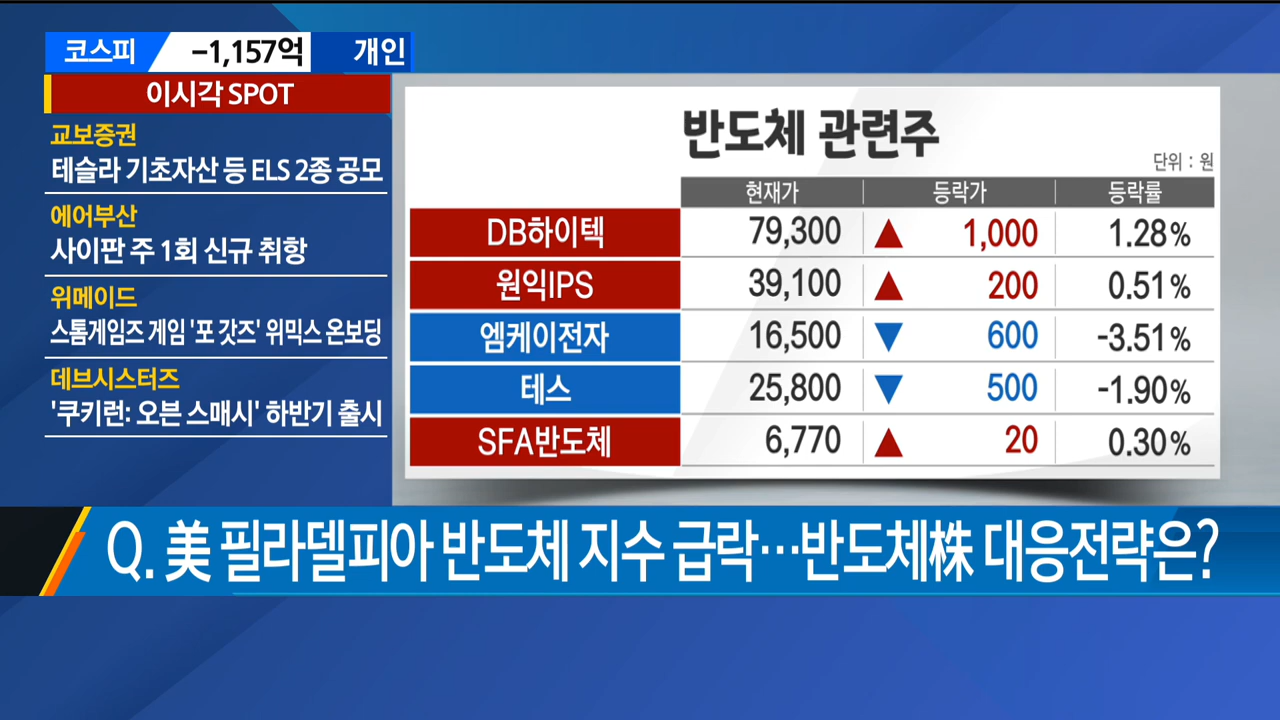 코스피 -1,157억 개인
이시각 SPOT
교보증권
테슬라 기초자산 등 ELS 2종 공모
에어부산
사이판 주 1회 신규 취항
위메이드
스톰게임즈 게임 '포 갓즈' 위믹스 온보딩
데브시스터즈
'쿠키런: 오븐 스매시' 하반기 출시
반도체 관련주
단위 : 원
현재가 등락가 등락률
DB하이텍 79,300 ▲ 1,000 1.28%
원익IPS 39,100 ▲ 200 0.51%
엠케이전자 16,500 ▼ 600 -3.51%
테스 25,800 ▼ 500 -1.90%
SFA반도체 6,770 ▲ 20 0.30%
Q. 美 필라델피아 반도체 지수 급락…반도체株 대응전략은?